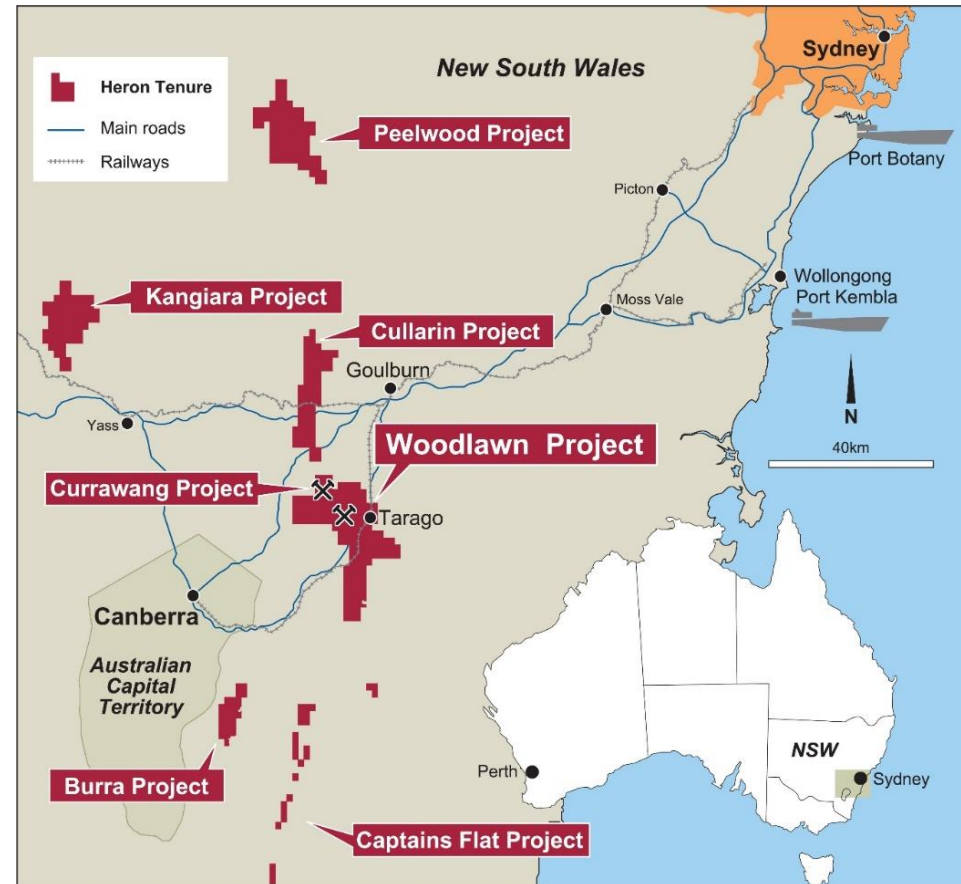 Sydney
New South Wales
Heron Tenure
Main roads
Railways
Peelwood Project
Port Botany
Picton
Kangiara Project
Wollongong
Port Kembla
Moss Vale
Cullarin Project
Goulburn
N
Yass
Woodlawn Project
40km
Currawang Project
Tarago
Canberra
Australian
Capital
Territory
NSW
Perth
Sydney
Burra Project
Captains Flat Project